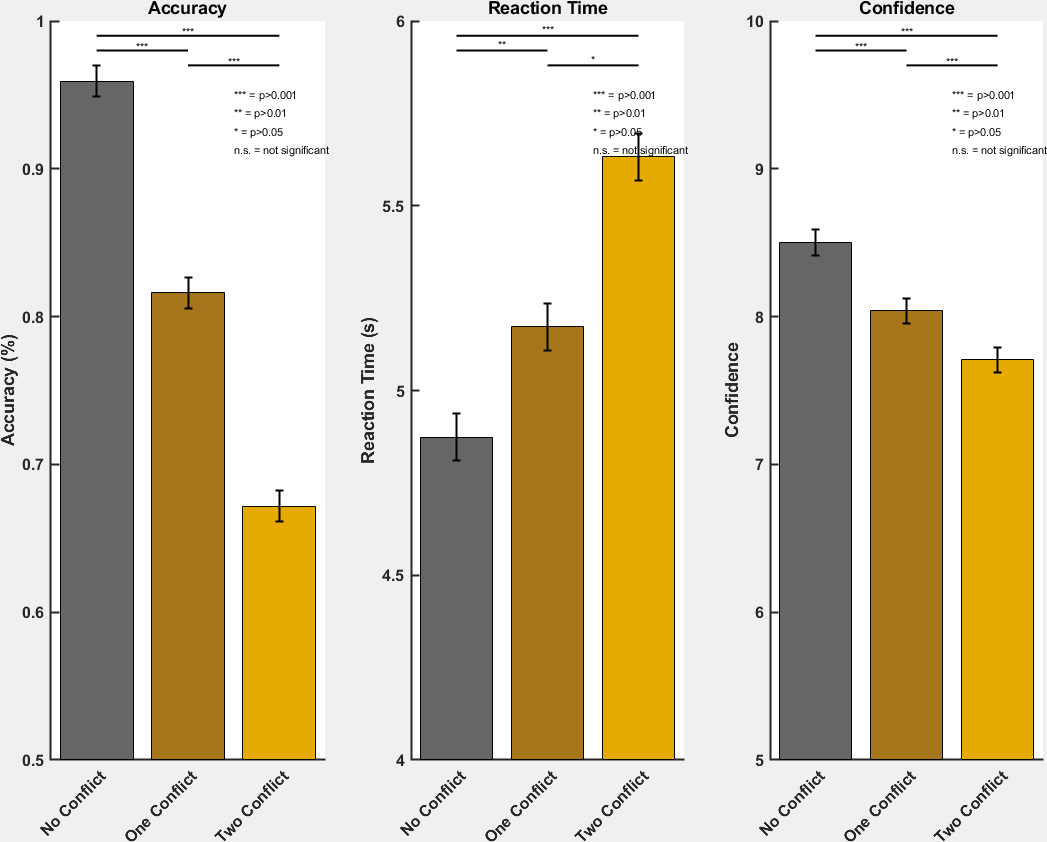 Accuracy
Reaction Time
Confidence
1
0.9
0.8
0.7
0.6
0.5
Accuracy (%)
***
***
***
*** = p>0.001
** = p>0.01
* = p>0.05
n.s. = not significant
No Conflict
One Conflict
Two Conflict
6
5.5
5
4.5
4
Reaction Time (s)
***
**
*
*** = p>0.001
** = p>0.01
* = p>0.05
n.s. = not significant
No Conflict
One Conflict
Two Conflict
10
9
8
7
6
5
Confidence
***
***
***
*** = p>0.001
** = p>0.01
* = p>0.05
n.s. = not significant
No Conflict
One Conflict
Two Conflict